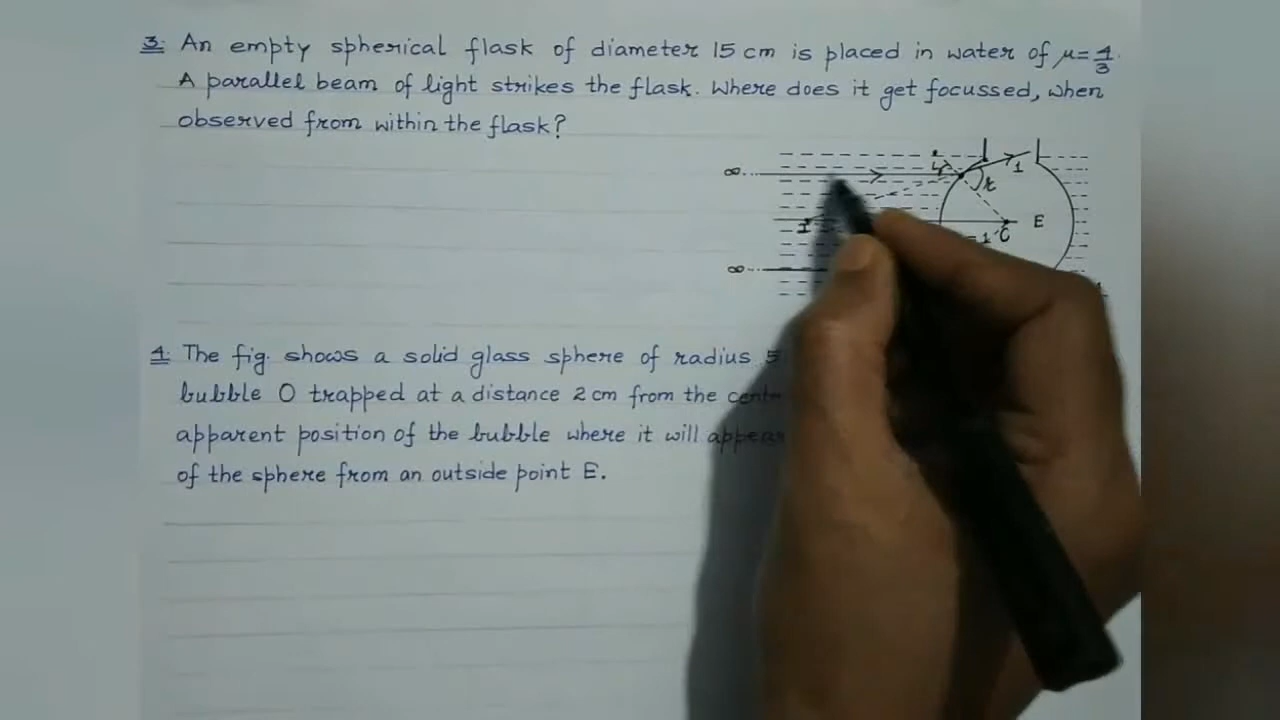 3. An empty spherical flask of diameter 15 cm is placed in water of μ=4/3.
A parallel beam of light strikes the flask. Where does it get focussed, when
observed from within the flask?
∞
1
r
I
C
E
∞
4. The fig. shows a solid glass sphere of radius 5
bubble O trapped at a distance 2 cm from the
apparent position of the bubble where it will appear
of the sphere from an outside point E.